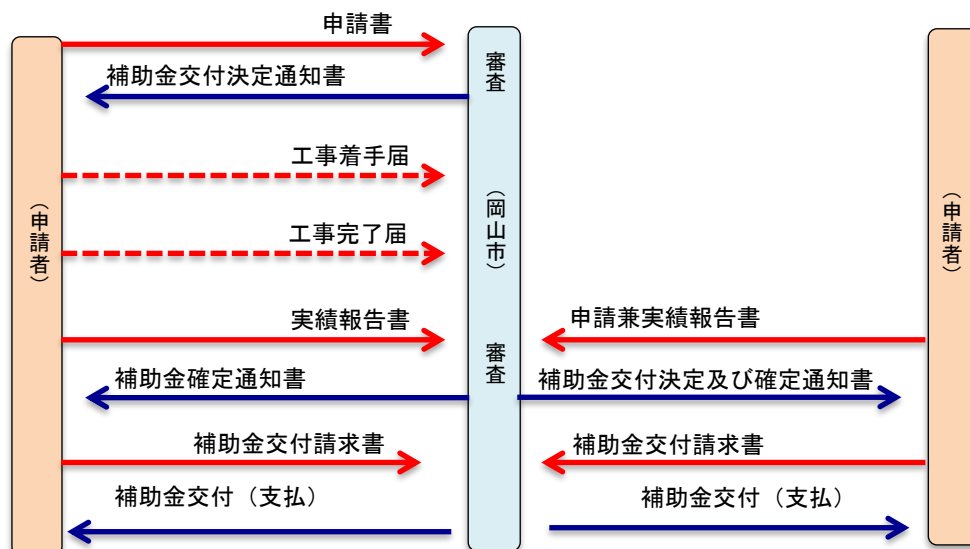 申請書
補助金交付決定通知書
工事着手届
工事完了届
実績報告書
補助金確定通知書
補助金交付請求書
補助金交付（支払）
（申請者）
審査
（岡山市）
審査
申請兼実績報告書
補助金交付決定及び確定通知書
補助金交付請求書
補助金交付（支払）
（申請者）